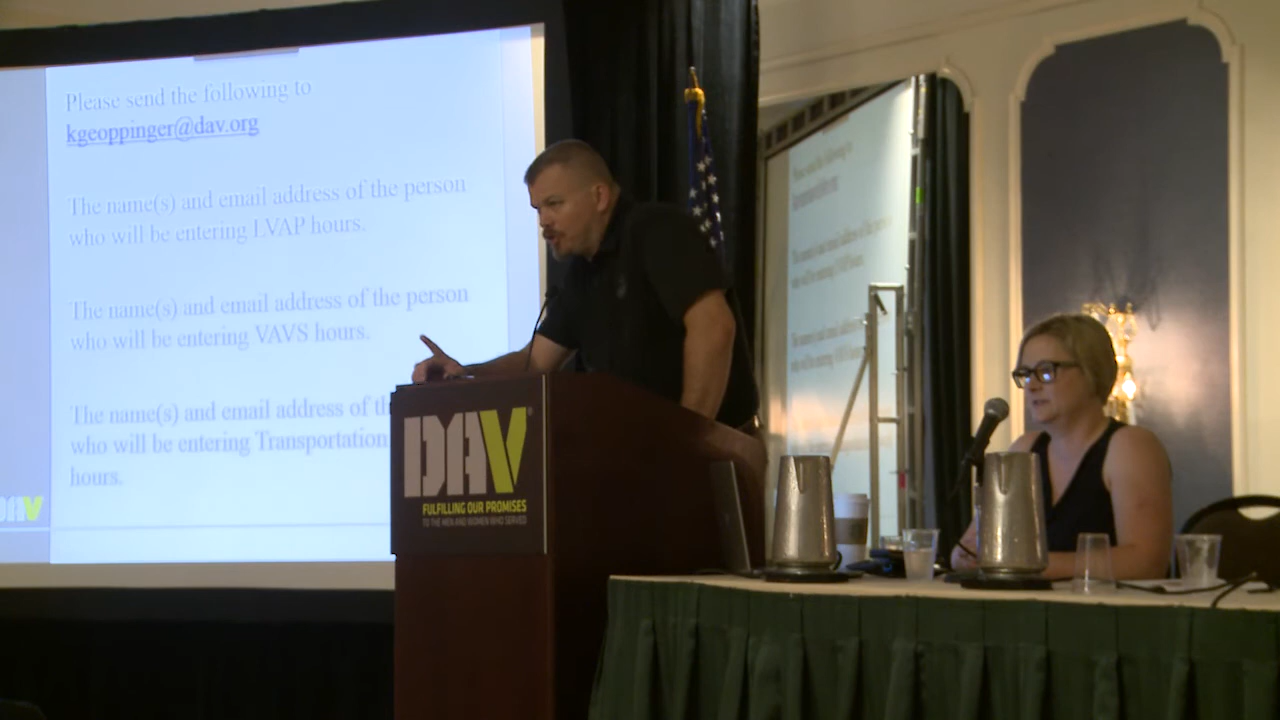 Please send the following to
kgeoppinger@dav.org
The name(s) and email address of the person
who will be entering LVAP hours.
The name(s) and email address of the person
who will be entering VAVS hours.
The name(s) and email address of th
who will be entering Transportation
hours.
DAV
DAV
FULFILLING OUR PROMISES
TO THE MEN AND WOMEN WHO SERVED